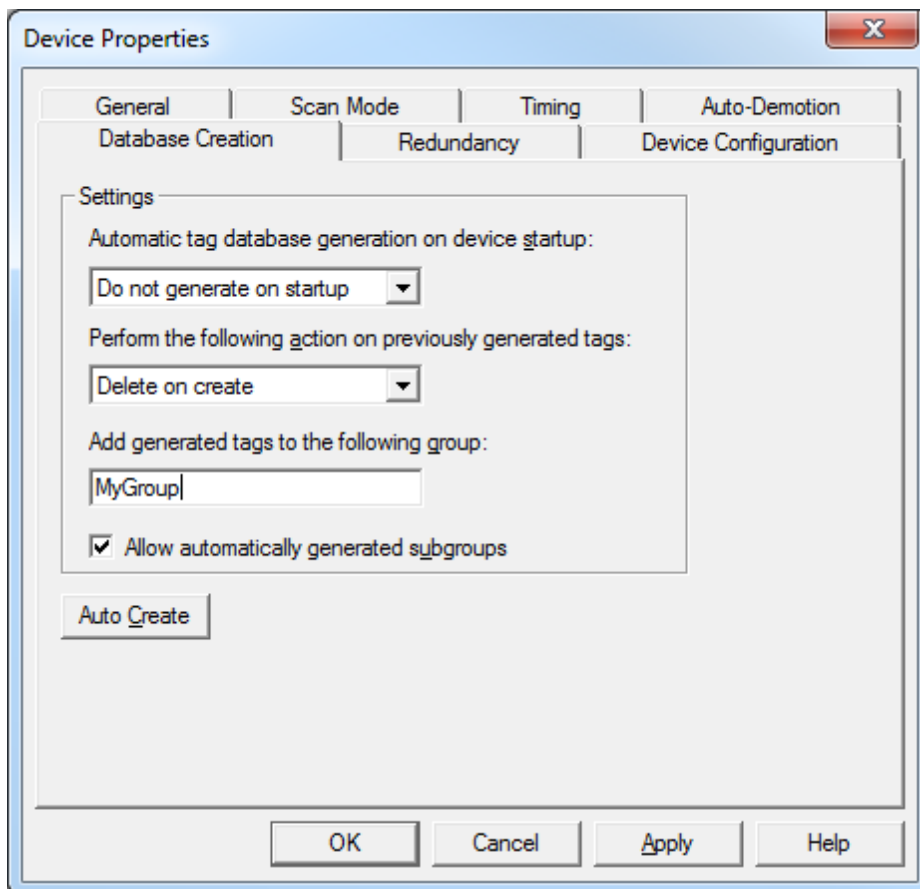 Device Properties
General Scan Mode Timing Auto-Demotion
Database Creation Redundancy Device Configuration
Settings
Automatic tag database generation on device startup:
Do not generate on startup
Perform the following action on previously generated tags:
Delete on create
Add generated tags to the following group:
MyGroup
Allow automatically generated subgroups
Auto Create
OK Cancel Apply Help